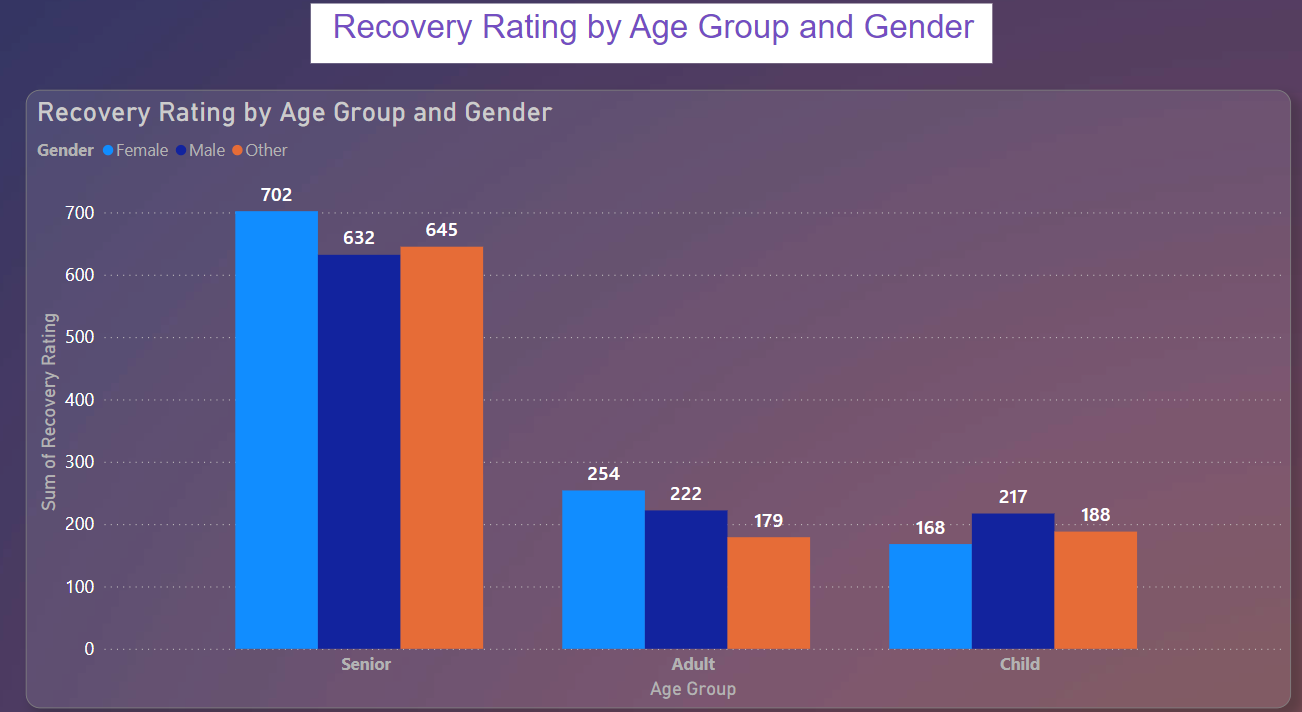 Recovery Rating by Age Group and Gender
Recovery Rating by Age Group and Gender
Gender Female Male Other
702
632
645
254
222
179
168
217
188
700
600
500
400
300
200
100
0
Sum of Recovery Rating
Senior Adult Child
Age Group